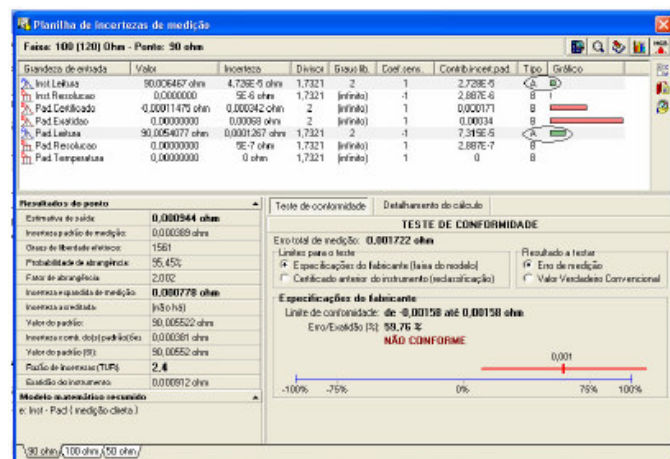 Planilha de incertezas de medição
Faixa: 100 (120) Ohm - Ponto: 90 ohm
Grandeza de entrada Valor Incerteza Divisor Graus lib. Coef.sens. Contrib.incert.pad. Tipo Gráfico
Inst.Leitura 90,006467 ohm 4,726E-5 ohm 1,7321 2 1 2,728E-5 A
Inst.Resolucao 0,0000000 5E-6 ohm 1,7321 (infinito) 1 2,887E-6 B
Pad.Certificado -0,00011475 ohm 0,000342 ohm 2 (infinito) 1 0,000171 B
Pad.Exatidao 0,0000000 0,00068 ohm 2 (infinito) 1 0,00034 B
Pad.Leitura 90,0054077 ohm 0,0001267 ohm 1,7321 2 -1 7,315E-5 A
Pad.Resolucao 0,0000000 5E-7 ohm 1,7321 (infinito) 1 2,887E-7 B
Pad.Temperatura 0,0000000 0 ohm 1,7321 (infinito) 1 0 B
Resultados do ponto
Estimativa de saída: 0,000944 ohm
Incerteza padrão de medição: 0,000389 ohm
Graus de liberdade efetivos: 1561
Probabilidade de abrangência: 95,45%
Fator de abrangência: 2,002
Incerteza expandida de medição: 0,000778 ohm
Incerteza acreditada: (não há)
Valor do padrão: 90,005522 ohm
Incerteza comb. do(s) padrão(ões 0,000381 ohm
Valor do padrão (SI): 90,00552 ohm
Razão de incertezas (TUR): 2,4
Exatidão do instrumento: 0,000912 ohm
Modelo matemático resumido
e: Inst - Pad ( medição direta )
Teste de conformidade Detalhamento do cálculo
TESTE DE CONFORMIDADE
Erro total de medição: 0,001722 ohm
Limites para o teste
Especificações do fabricante (faixa do modelo)
Certificado anterior do instrumento (reclassificação)
Resultado a testar
Erro de medição
Valor Verdadeiro Convencional
Especificações do fabricante
Limite de conformidade: de -0,00158 até 0,00158 ohm
Erro/Exatidão (%): 59,76 %
NÃO CONFORME
0,001
-100% -75% 0% 75% 100%
90 ohm 100 ohm 50 ohm